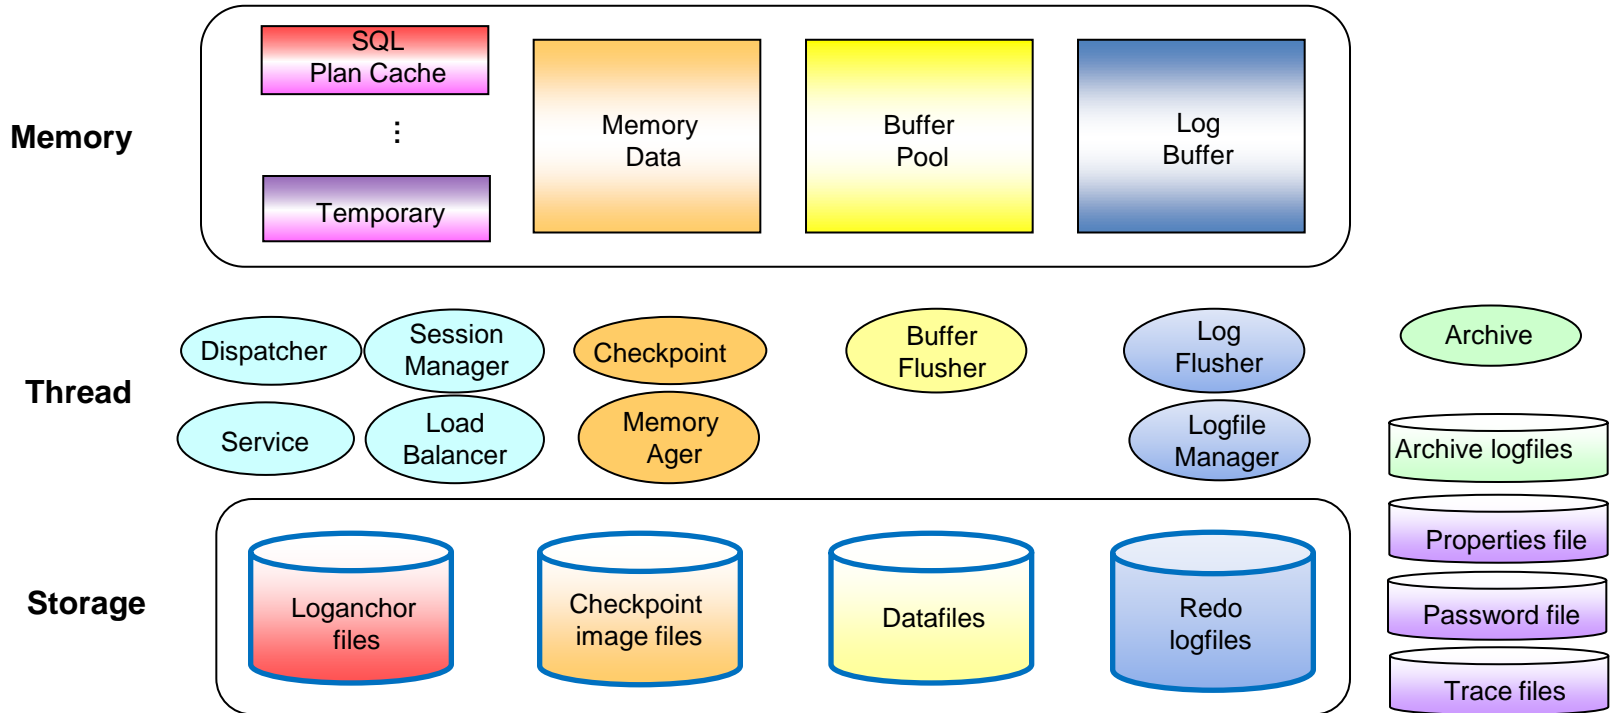 Memory
SQL
Plan Cache
...
Temporary
Memory
Data
Buffer
Pool
Log
Buffer
Thread
Dispatcher
Session
Manager
Service
Load
Balancer
Checkpoint
Memory
Ager
Buffer
Flusher
Log
Flusher
Logfile
Manager
Archive
Archive logfiles
Storage
Loganchor
files
Checkpoint
image files
Datafiles
Redo
logfiles
Properties file
Password file
Trace files